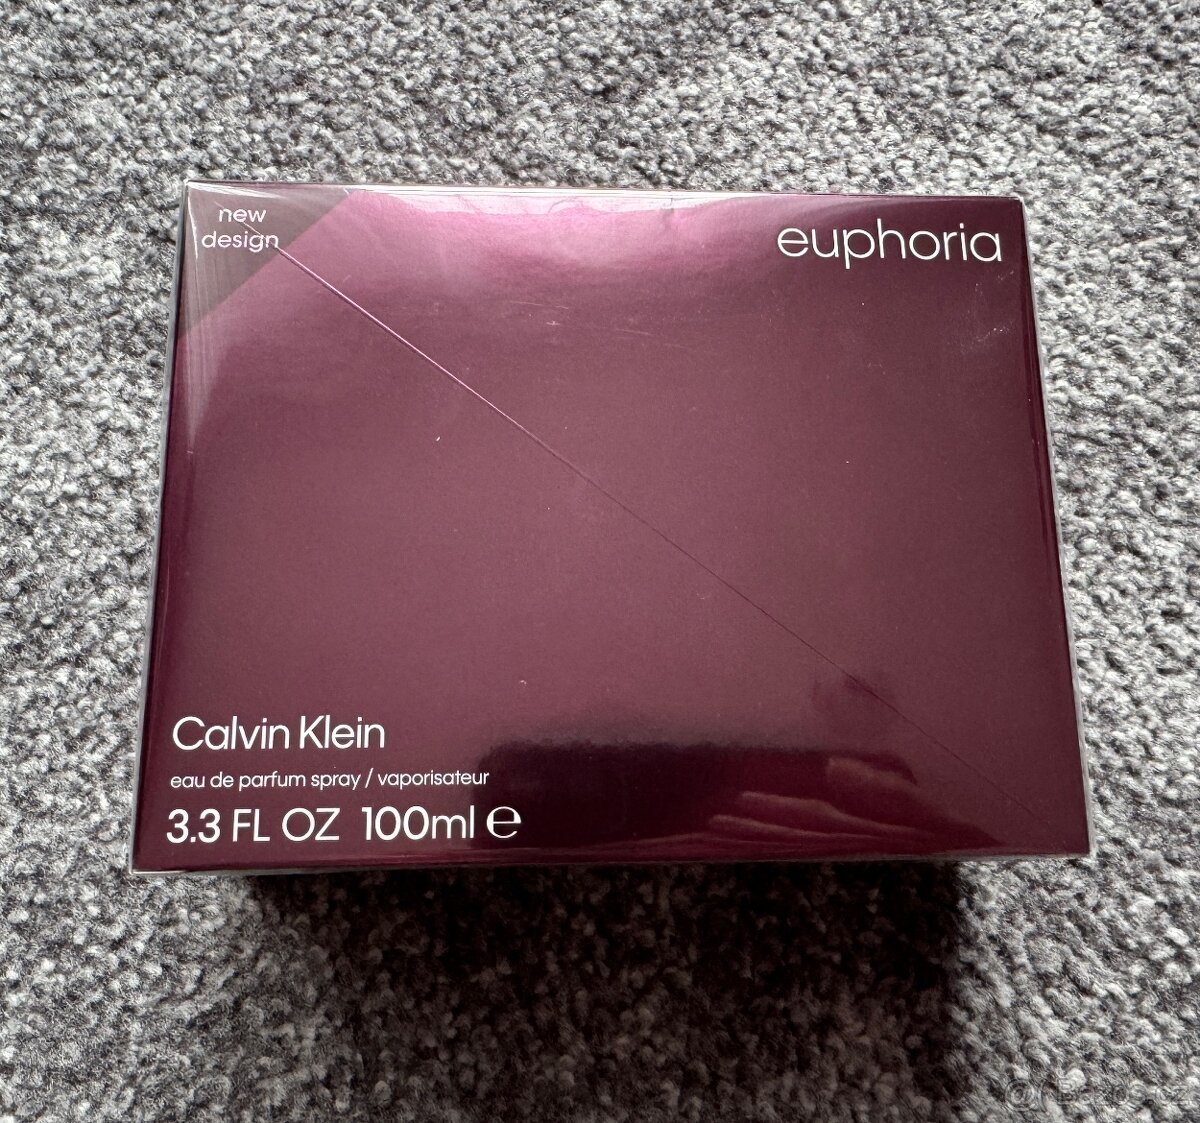 new
design
euphoria
Calvin Klein
eau de parfum spray / vaporisateur
3.3 FL OZ 100ml ℮